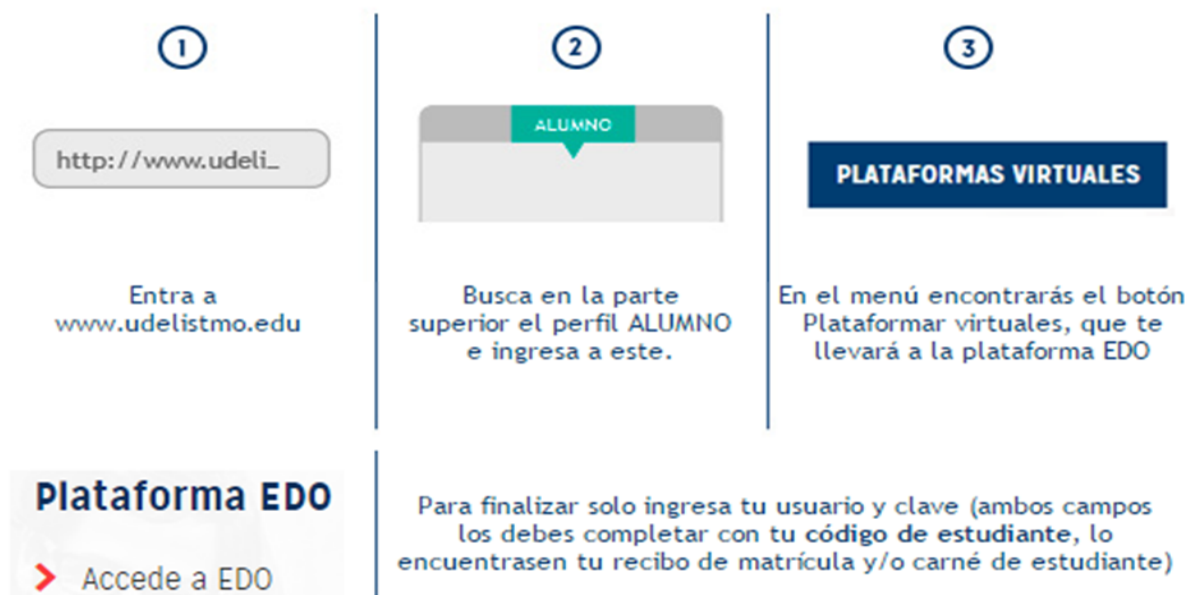 1
http://www.udeli_
Entra a
www.udelistmo.edu
2
ALUMNO
Busca en la parte
superior el perfil ALUMNO
e ingresa a este.
3
PLATAFORMAS VIRTUALES
En el menú encontrarás el botón
Plataformar virtuales, que te
llevará a la plataforma EDO
Plataforma EDO
Accede a EDO
Para finalizar solo ingresa tu usuario y clave (ambos campos
los debes completar con tu código de estudiante, lo
encuentrasen tu recibo de matrícula y/o carné de estudiante)